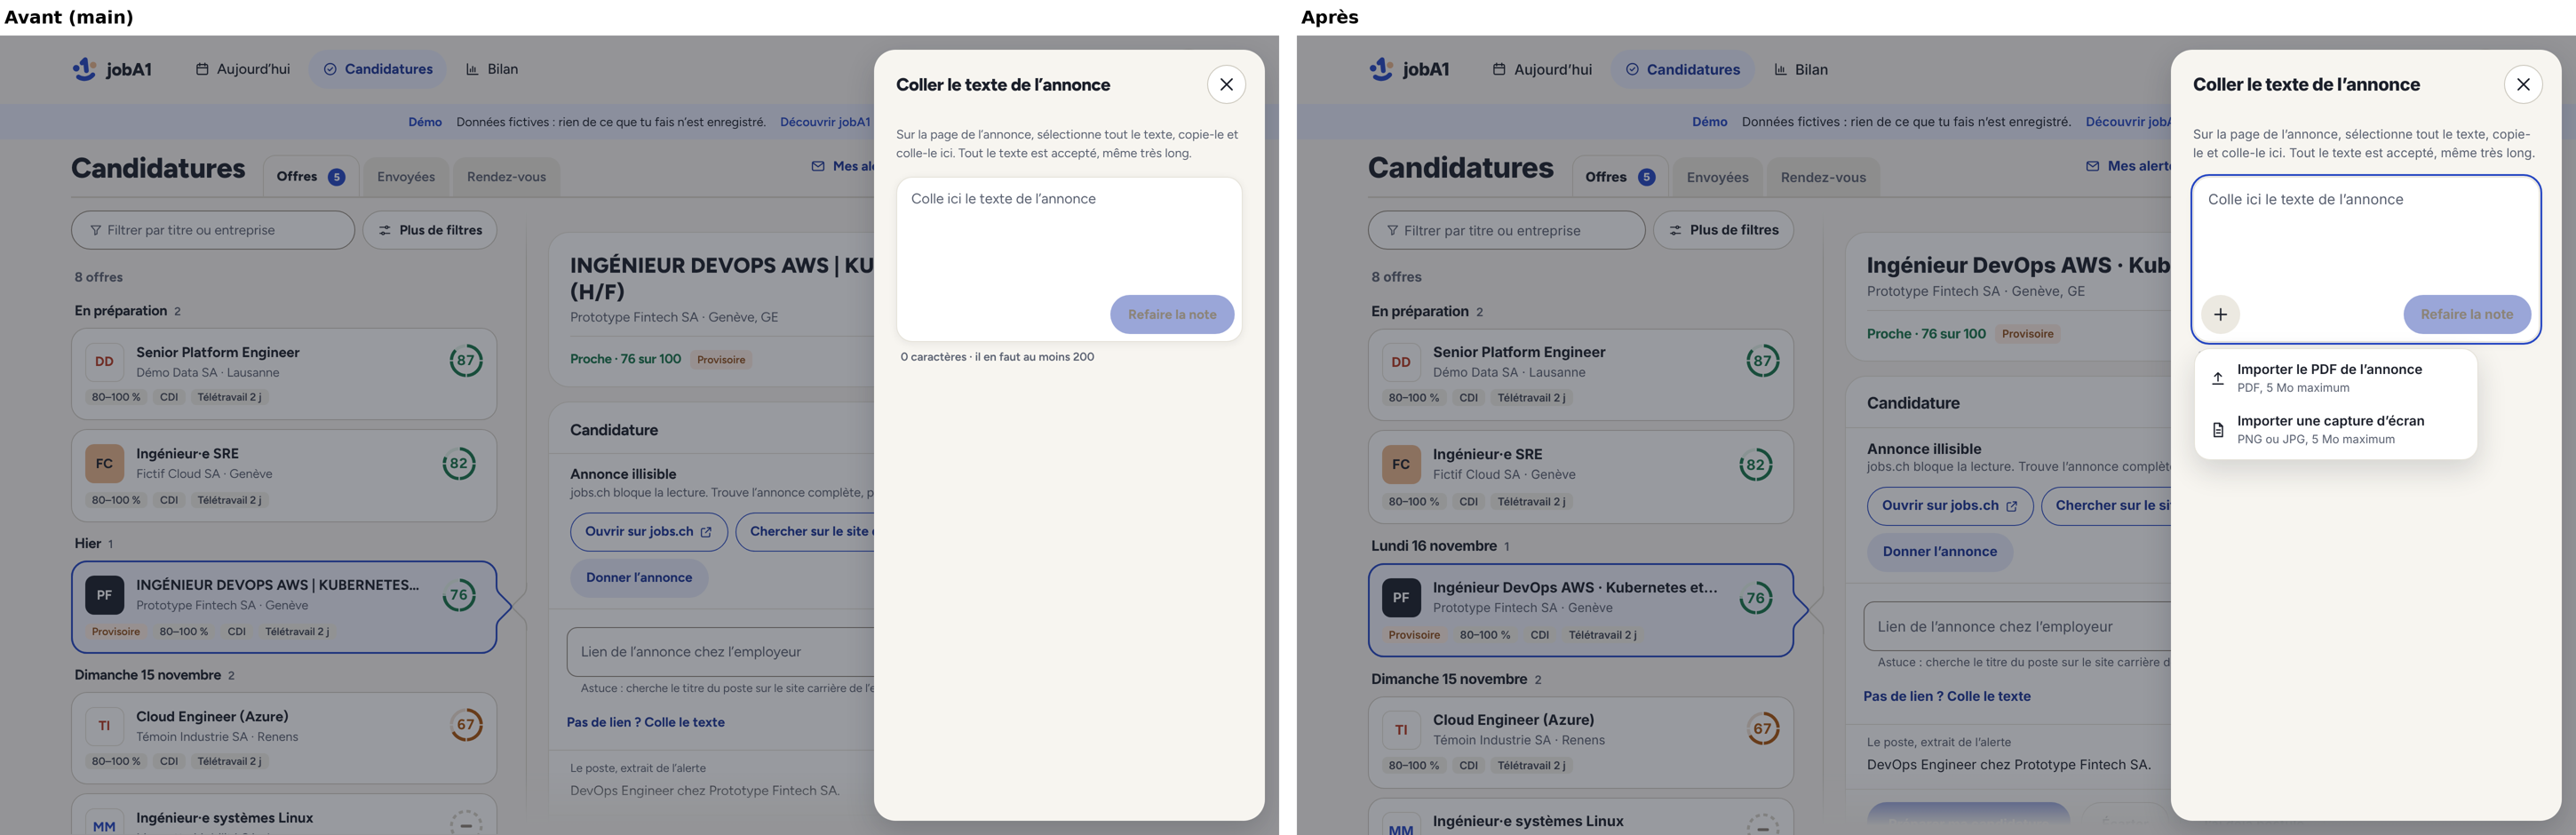 Avant (main)
jobA1
Aujourd’hui
Candidatures
Bilan
Démo Données fictives : rien de ce que tu fais n’est enregistré. Découvrir jobA1
Candidatures
Offres 5
Envoyées
Rendez-vous
Mes
Filtrer par titre ou entreprise
Plus de filtres
8 offres
En préparation 2
DD
Senior Platform Engineer
Démo Data SA · Lausanne
87
80–100 % CDI Télétravail 2 j
FC
Ingénieur·e SRE
Fictif Cloud SA · Genève
82
80–100 % CDI Télétravail 2 j
Hier 1
PF
INGÉNIEUR DEVOPS AWS | KUBERNETES…
Prototype Fintech SA · Genève
76
Provisoire 80–100 % CDI Télétravail 2 j
Dimanche 15 novembre 2
TI
Cloud Engineer (Azure)
Témoin Industrie SA · Renens
67
80–100 % CDI Télétravail 2 j
MM
Ingénieur·e systèmes Linux
INGÉNIEUR DEVOPS AWS | KU
(H/F)
Prototype Fintech SA · Genève, GE
Proche · 76 sur 100 Provisoire
Candidature
Annonce illisible
jobs.ch bloque la lecture. Trouve l’annonce complète, p
Ouvrir sur jobs.ch
Chercher sur le site
Donner l’annonce
Lien de l’annonce chez l’employeur
Astuce : cherche le titre du poste sur le site carrière de l’e
Pas de lien ? Colle le texte
Le poste, extrait de l’alerte
DevOps Engineer chez Prototype Fintech SA.
Coller le texte de l’annonce
Sur la page de l’annonce, sélectionne tout le texte, copie-le et
colle-le ici. Tout le texte est accepté, même très long.
Colle ici le texte de l’annonce
Refaire la note
0 caractères · il en faut au moins 200
Après
jobA1
Aujourd’hui
Candidatures
Bilan
Démo Données fictives : rien de ce que tu fais n’est enregistré. Découvrir jobA
Candidatures
Offres 5
Envoyées
Rendez-vous
Mes alert
Filtrer par titre ou entreprise
Plus de filtres
8 offres
En préparation 2
DD
Senior Platform Engineer
Démo Data SA · Lausanne
87
80–100 % CDI Télétravail 2 j
FC
Ingénieur·e SRE
Fictif Cloud SA · Genève
82
80–100 % CDI Télétravail 2 j
Lundi 16 novembre 1
PF
Ingénieur DevOps AWS · Kubernetes et…
Prototype Fintech SA · Genève
76
Provisoire 80–100 % CDI Télétravail 2 j
Dimanche 15 novembre 2
TI
Cloud Engineer (Azure)
Témoin Industrie SA · Renens
67
80–100 % CDI Télétravail 2 j
MM
Ingénieur·e systèmes Linux
Ingénieur DevOps AWS · Kub
Prototype Fintech SA · Genève, GE
Proche · 76 sur 100 Provisoire
Candidature
Annonce illisible
jobs.ch bloque la lecture. Trouve l’annonce complèt
Ouvrir sur jobs.ch
Chercher sur le si
Donner l’annonce
Lien de l’annonce chez l’employeur
Astuce : cherche le titre du poste sur le site carrière d
Pas de lien ? Colle le texte
Le poste, extrait de l’alerte
DevOps Engineer chez Prototype Fintech SA.
Coller le texte de l’annonce
Sur la page de l’annonce, sélectionne tout le texte, copie-
le et colle-le ici. Tout le texte est accepté, même très long.
Colle ici le texte de l’annonce
Refaire la note
Importer le PDF de l’annonce
PDF, 5 Mo maximum
Importer une capture d’écran
PNG ou JPG, 5 Mo maximum